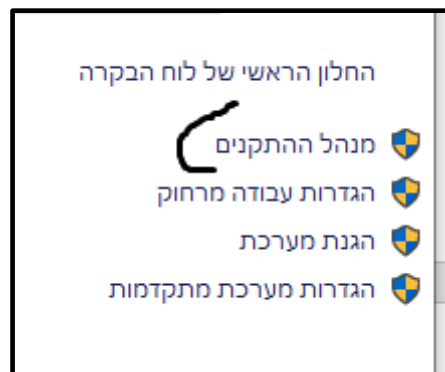 החלון הראשי של לוח הבקרה
מנהל ההתקנים
הגדרות עבודה מרחוק
הגנת מערכת
הגדרות מערכת מתקדמות